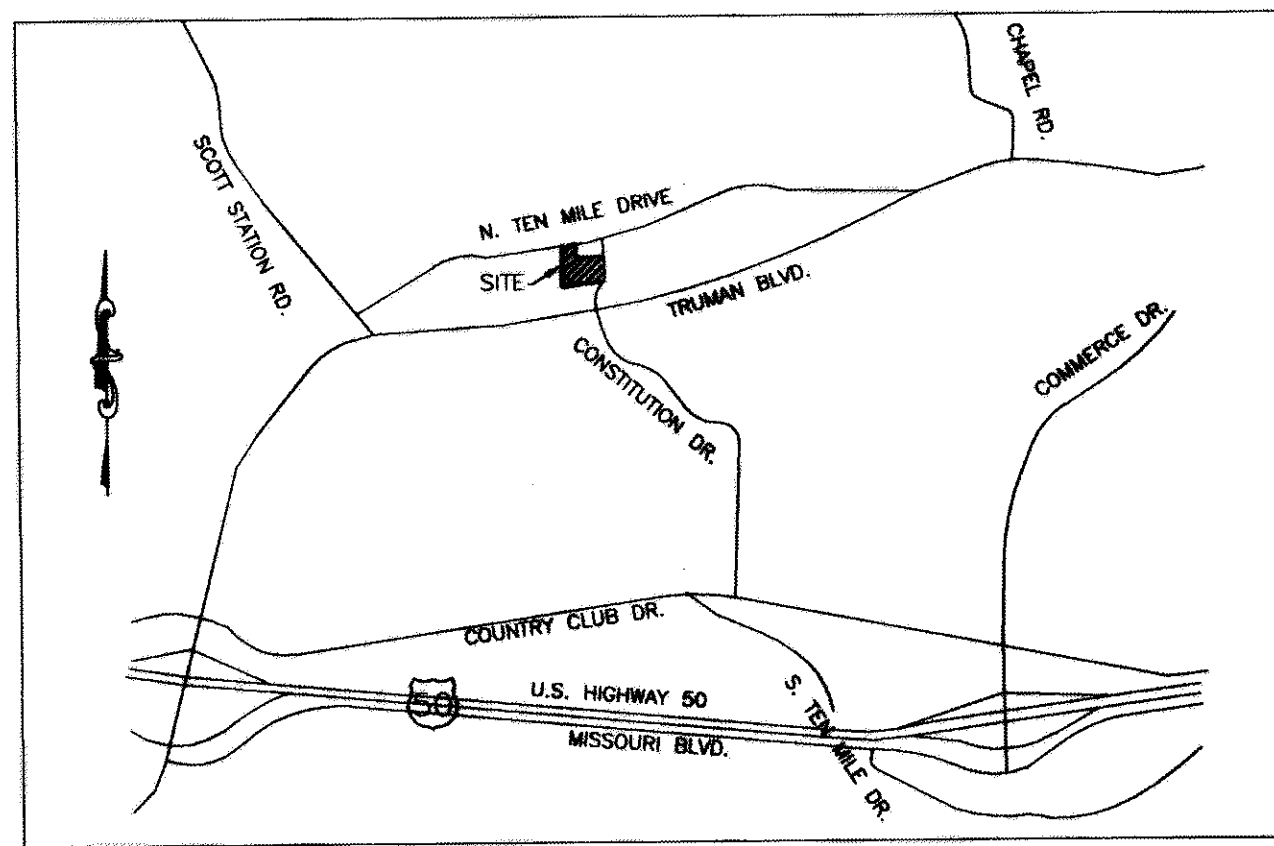 CHAPEL RD.
SCOTT STATION RD.
N. TEN MILE DRIVE
SITE
TRUMAN BLVD.
COMMERCE DR.
CONSTITUTION DR.
COUNTRY CLUB DR.
U.S. HIGHWAY 50
50
MISSOURI BLVD.
S. TEN MILE DR.